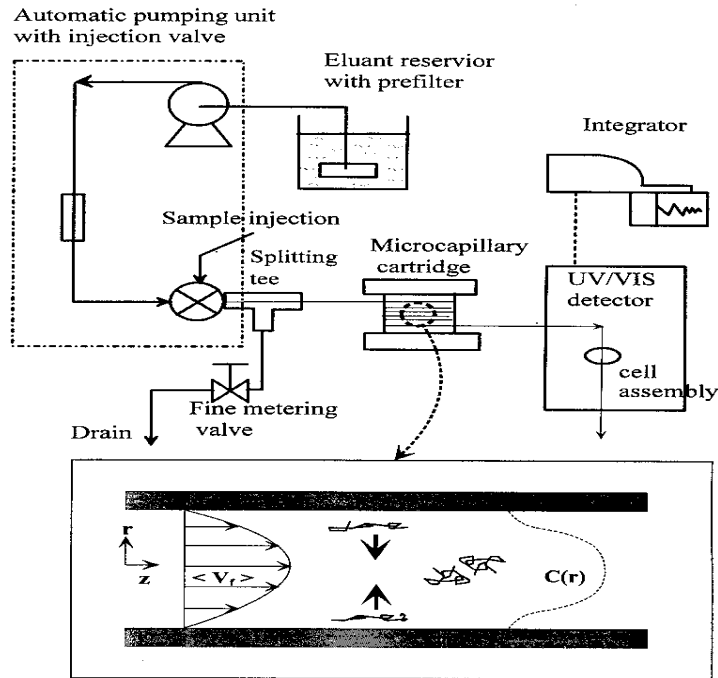 Automatic pumping unit
with injection valve
Eluant reservior
with prefilter
Integrator
Sample injection
Splitting
tee
Microcapillary
cartridge
UV/VIS
detector
cell
assembly
Fine metering
valve
Drain
r
z
< Vf >
C(r)